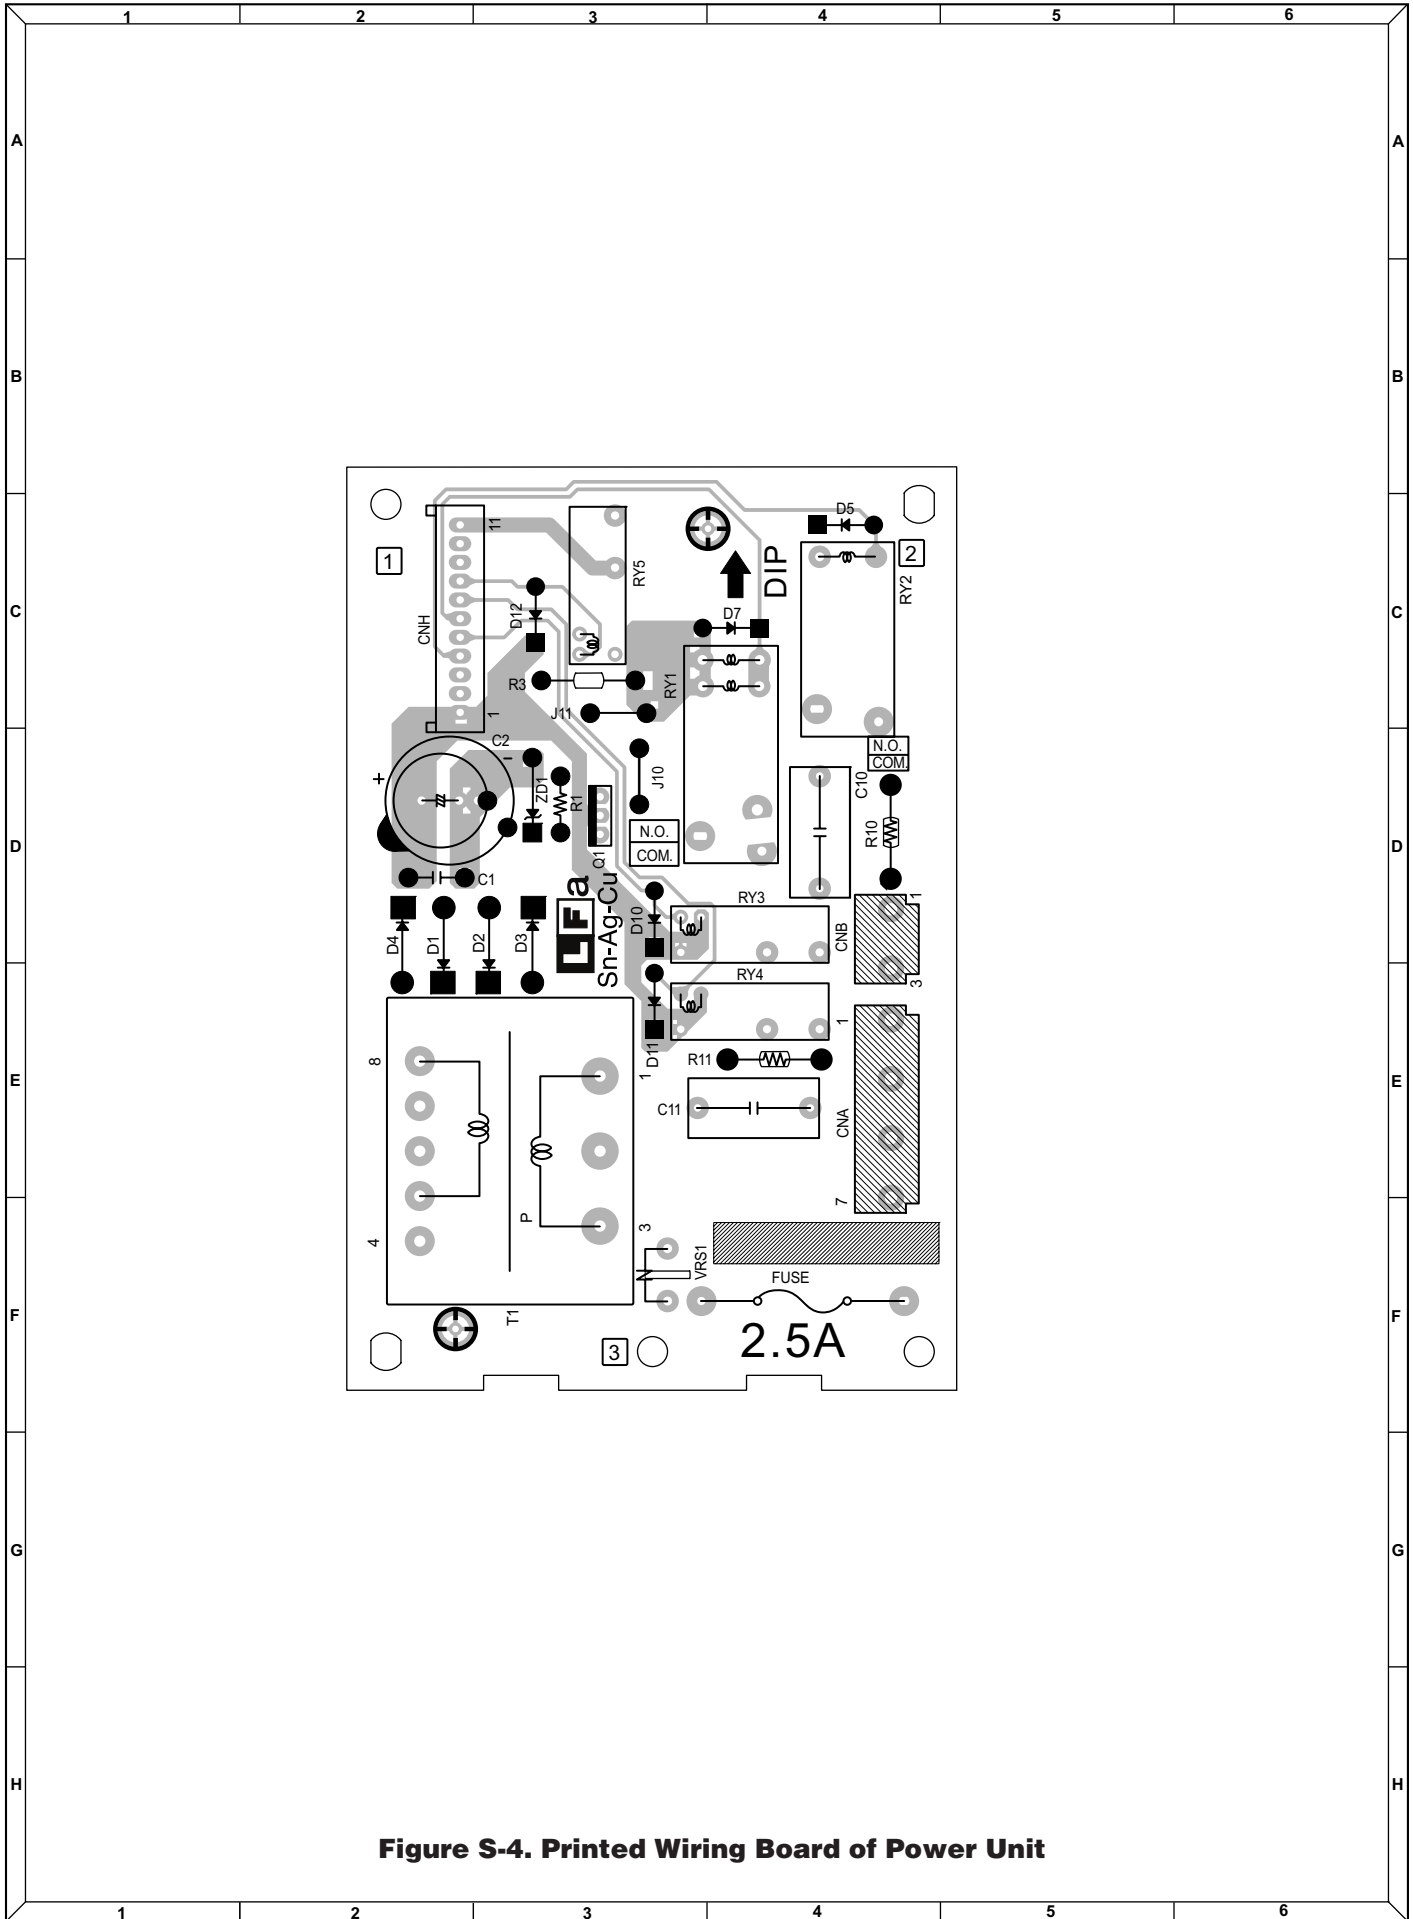 1 2 3 4 5 6
A A
B B
D5
11
1 2
DIP
RY5
RY2
C C
D12
D7
CNH
R3
RY1
J11
1
C2
N.O.
COM.
+ -
ZD1
J10
C10
R1
N.O.
R10
D D
COM.
Q1
C1
a
LF
Sn-Ag-Cu
RY3
1
D4 D1 D2 D3
D10
CNB
RY4
3
1
D11
R11
8
1
E E
C11
CNA
7
P
3
4
VRS1
FUSE
T1
F F
2.5A
3
G G
H H
Figure S-4. Printed Wiring Board of Power Unit
1 2 3 4 5 6